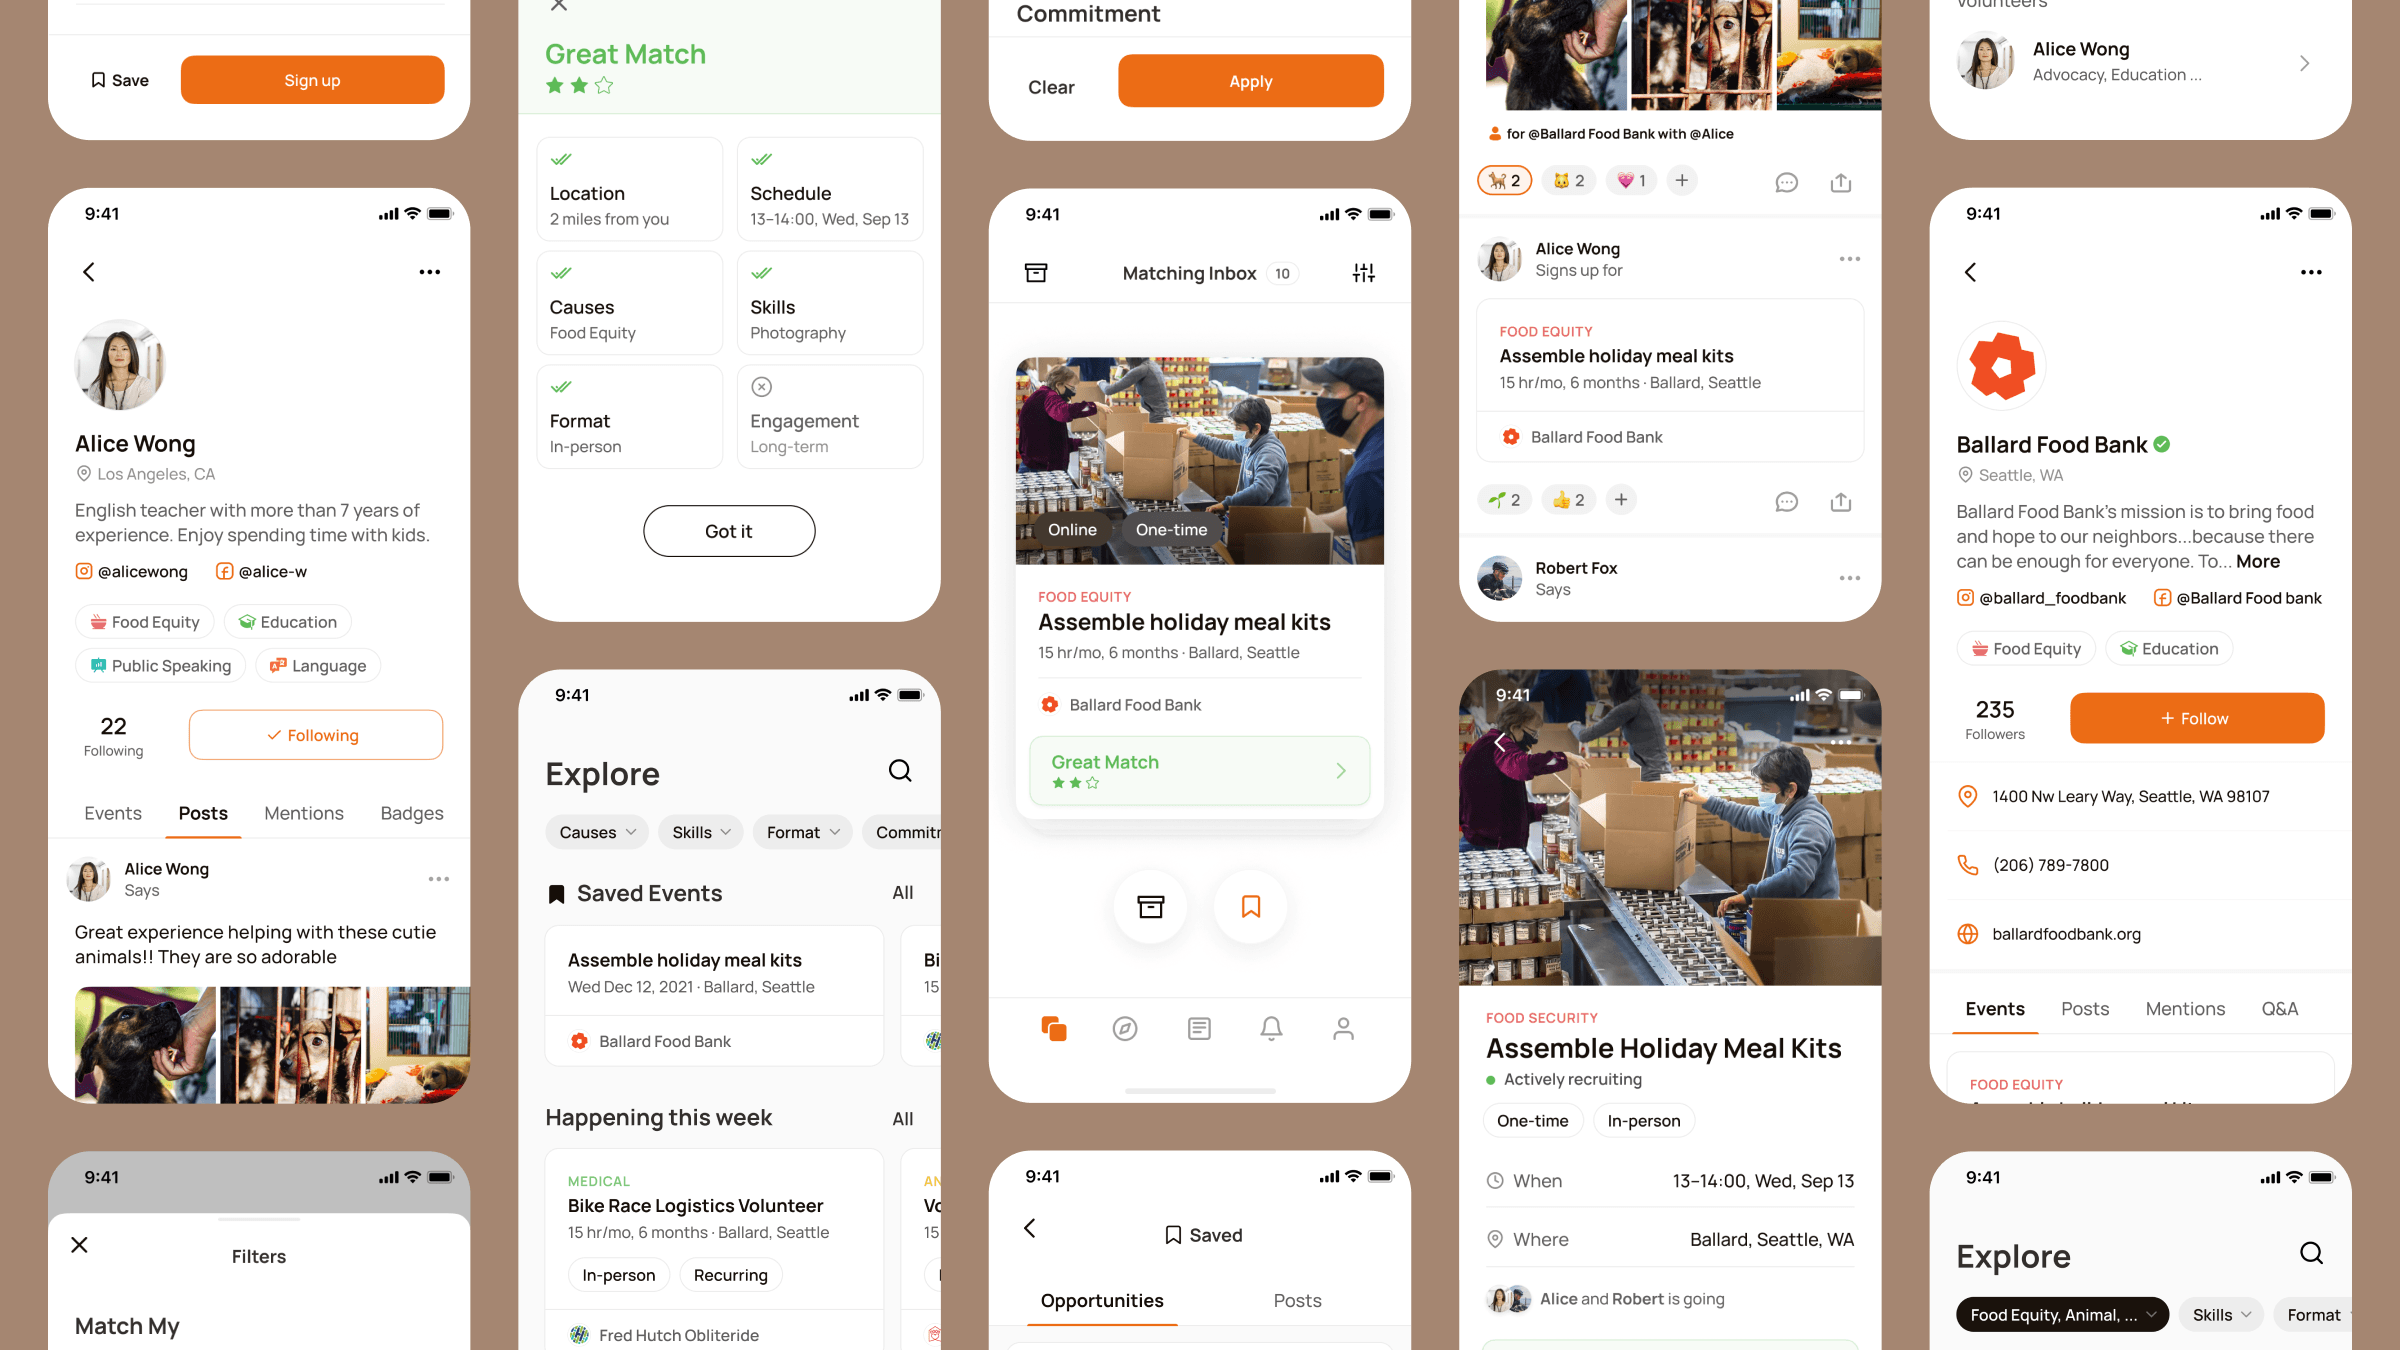 Save
Sign up
9:41
Alice Wong
Los Angeles, CA
English teacher with more than 7 years of
experience. Enjoy spending time with kids.
@alicewong
@alice-w
Food Equity
Education
Public Speaking
Language
22
Following
Following
Events
Posts
Mentions
Badges
Alice Wong
Says
Great experience helping with these cutie
animals!! They are so adorable
9:41
Filters
Match My
Great Match
Location
2 miles from you
Schedule
13–14:00, Wed, Sep 13
Causes
Food Equity
Skills
Photography
Format
In-person
Engagement
Long-term
Got it
9:41
Explore
Causes
Skills
Format
Commitm
Saved Events
All
Assemble holiday meal kits
Wed Dec 12, 2021 · Ballard, Seattle
Ballard Food Bank
Bi
15
Happening this week
All
MEDICAL
Bike Race Logistics Volunteer
15 hr/mo, 6 months · Ballard, Seattle
In-person
Recurring
Fred Hutch Obliteride
AN
Vo
15
Commitment
Clear
Apply
9:41
Matching Inbox
10
Online
One-time
FOOD EQUITY
Assemble holiday meal kits
15 hr/mo, 6 months · Ballard, Seattle
Ballard Food Bank
Great Match
9:41
Saved
Opportunities
Posts
for @Ballard Food Bank with @Alice
2
2
1
Alice Wong
Signs up for
FOOD EQUITY
Assemble holiday meal kits
15 hr/mo, 6 months · Ballard, Seattle
Ballard Food Bank
2
2
Robert Fox
Says
9:41
FOOD SECURITY
Assemble Holiday Meal Kits
Actively recruiting
One-time
In-person
When
13–14:00, Wed, Sep 13
Where
Ballard, Seattle, WA
Alice and Robert is going
Volunteers
Alice Wong
Advocacy, Education ...
9:41
Ballard Food Bank
Seattle, WA
Ballard Food Bank's mission is to bring food
and hope to our neighbors...because there
can be enough for everyone. To... More
@ballard_foodbank
@Ballard Food bank
Food Equity
Education
235
Followers
Follow
1400 Nw Leary Way, Seattle, WA 98107
(206) 789-7800
ballardfoodbank.org
Events
Posts
Mentions
Q&A
FOOD EQUITY
9:41
Explore
Food Equity, Animal, ...
Skills
Format